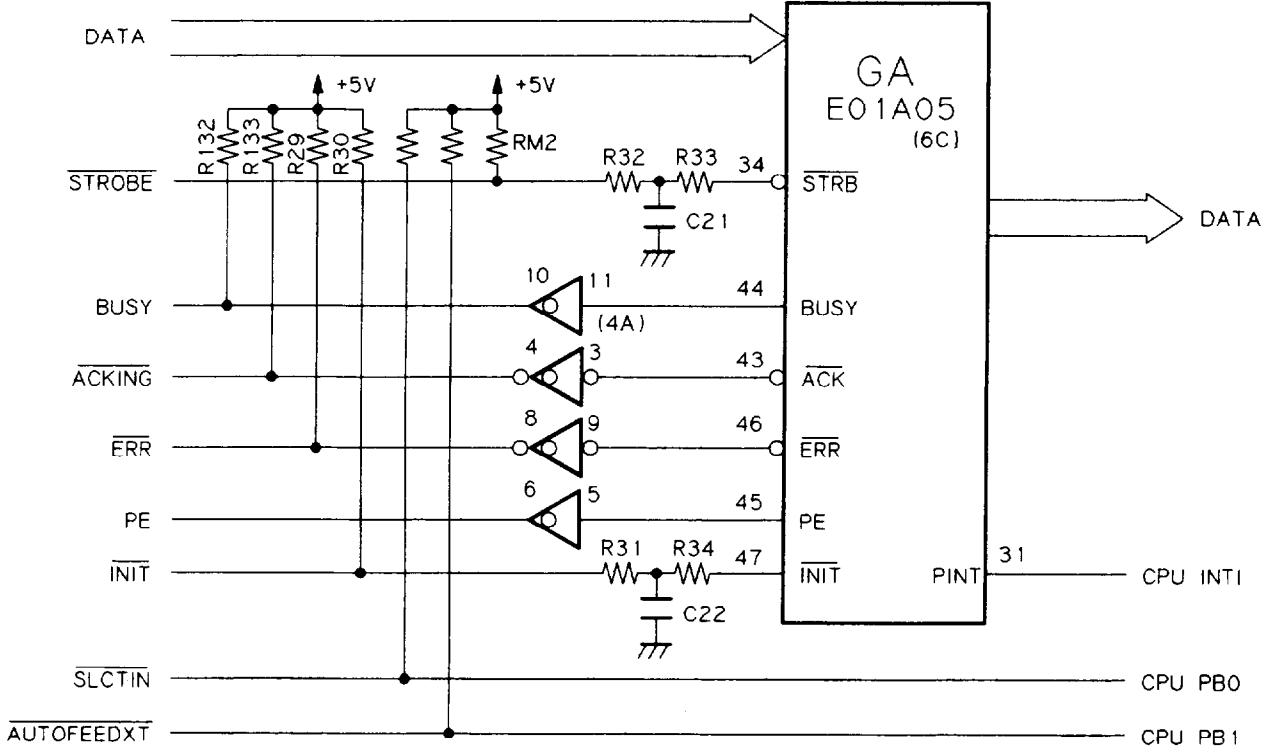 DATA
+5V
+5V
GA
E01A05
(6C)
R132
R133
R29
R30
RM2
R32
R33
34
STROBE
STRB
C21
DATA
10
11
44
BUSY
(4A)
BUSY
4
3
43
ACKING
ACK
8
9
46
ERR
ERR
6
5
45
PE
PE
R31
R34
47
31
INIT
INIT
PINT
CPU INT1
C22
SLCTIN
CPU PB0
AUTOFEEDXT
CPU PB1